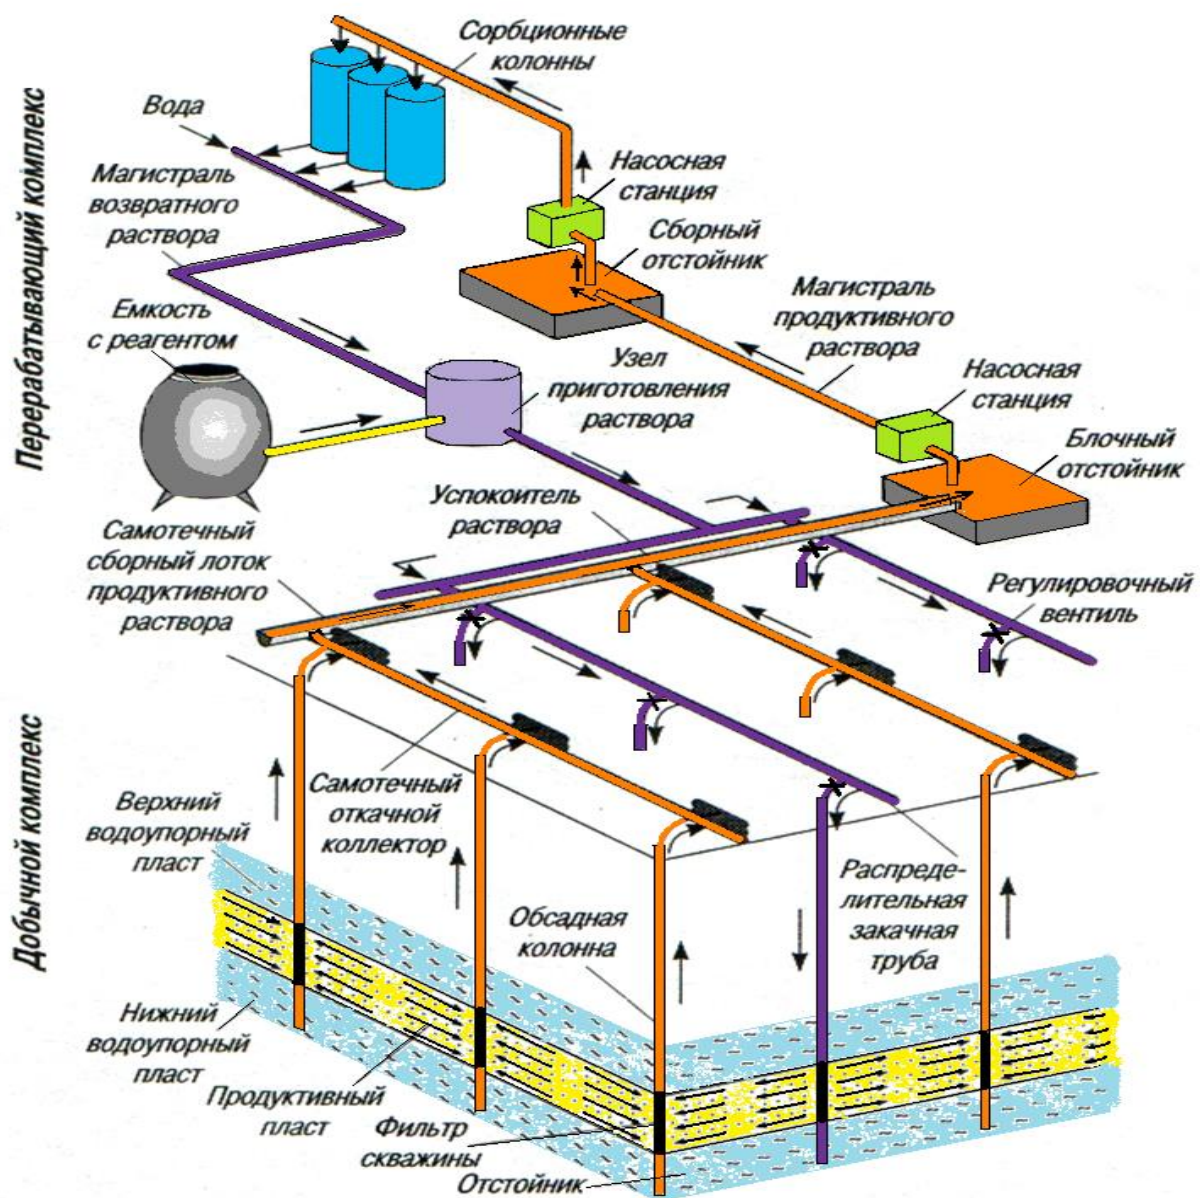 Перерабатывающий комплекс
Добычной комплекс
Сорбционные
колонны
Вода
Магистраль
возвратного
раствора
Насосная
станция
Сборный
отстойник
Магистраль
продуктивного
раствора
Емкость
с реагентом
Узел
приготовления
раствора
Насосная
станция
Блочный
отстойник
Успокоитель
раствора
Самотечный
сборный лоток
продуктивного
раствора
Регулировочный
вентиль
Самотечный
откачной
коллектор
Верхний
водоупорный
пласт
Распреде-
лительная
закачная
труба
Обсадная
колонна
Нижний
водоупорный
пласт
Продуктивный
пласт
Фильтр
скважины
Отстойник